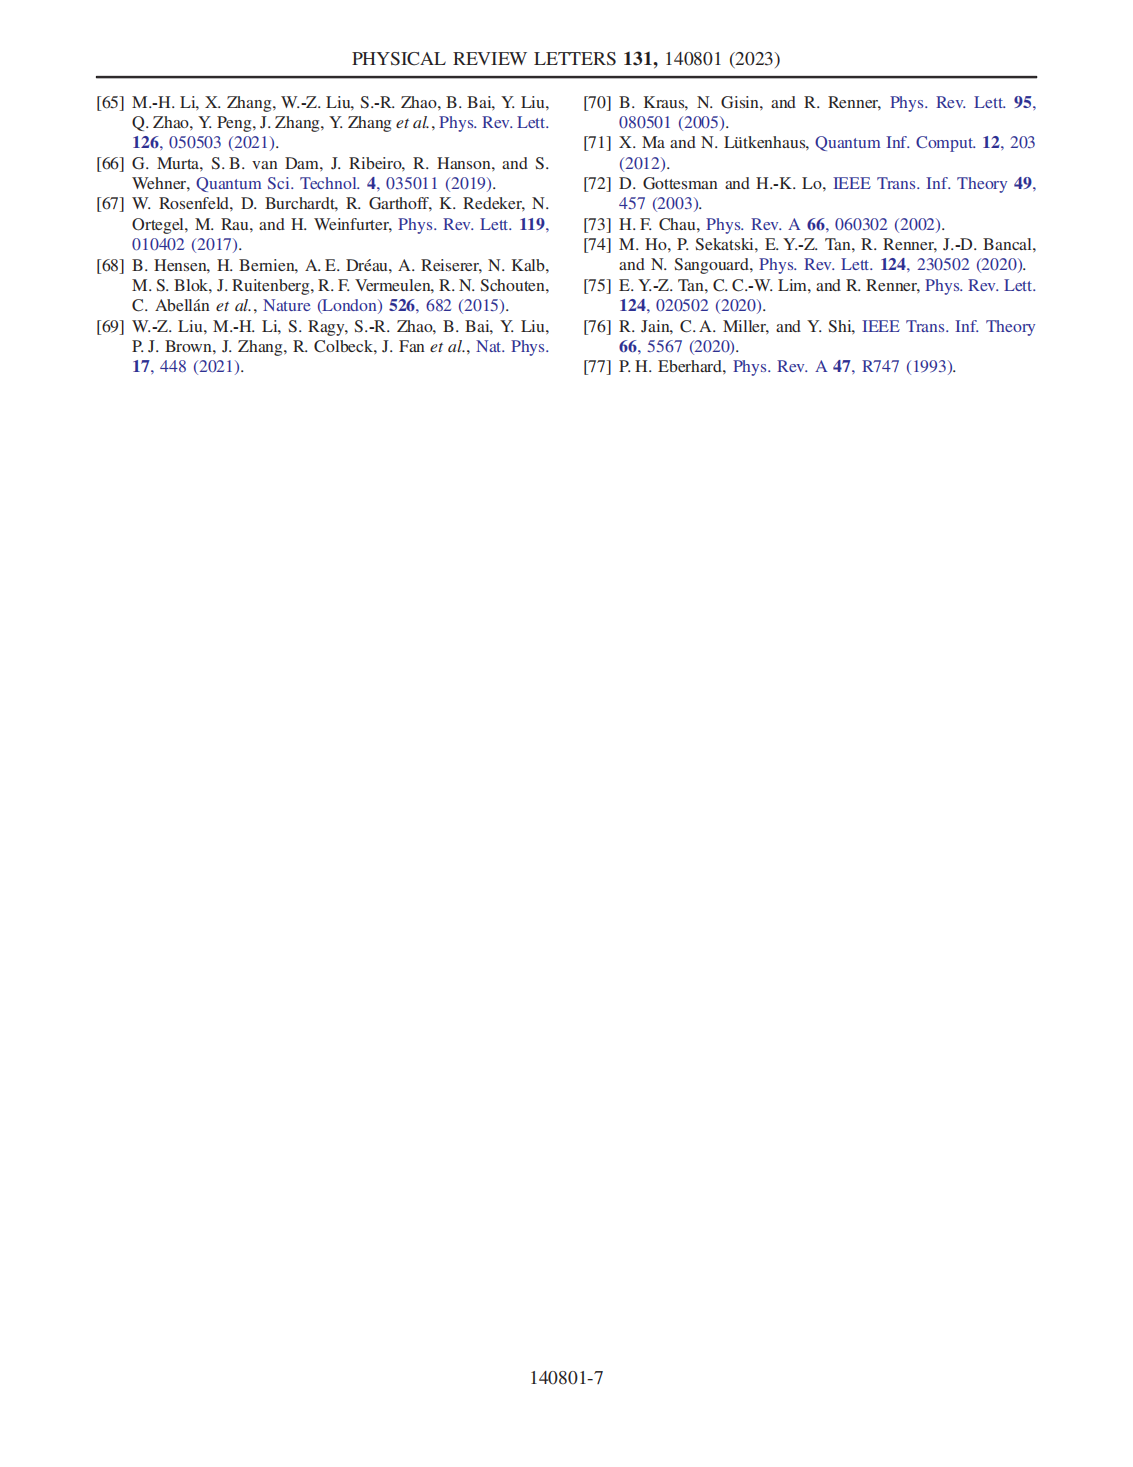 PHYSICAL REVIEW LETTERS 131, 140801 (2023)
[65] M.-H. Li, X. Zhang, W.-Z. Liu, S.-R. Zhao, B. Bai, Y. Liu,
Q. Zhao, Y. Peng, J. Zhang, Y. Zhang et al., Phys. Rev. Lett.
126, 050503 (2021).
[66] G. Murta, S. B. van Dam, J. Ribeiro, R. Hanson, and S.
Wehner, Quantum Sci. Technol. 4, 035011 (2019).
[67] W. Rosenfeld, D. Burchardt, R. Garthoff, K. Redeker, N.
Ortegel, M. Rau, and H. Weinfurter, Phys. Rev. Lett. 119,
010402 (2017).
[68] B. Hensen, H. Bernien, A. E. Dréau, A. Reiserer, N. Kalb,
M. S. Blok, J. Ruitenberg, R. F. Vermeulen, R. N. Schouten,
C. Abellán et al., Nature (London) 526, 682 (2015).
[69] W.-Z. Liu, M.-H. Li, S. Ragy, S.-R. Zhao, B. Bai, Y. Liu,
P. J. Brown, J. Zhang, R. Colbeck, J. Fan et al., Nat. Phys.
17, 448 (2021).
[70] B. Kraus, N. Gisin, and R. Renner, Phys. Rev. Lett. 95,
080501 (2005).
[71] X. Ma and N. Lütkenhaus, Quantum Inf. Comput. 12, 203
(2012).
[72] D. Gottesman and H.-K. Lo, IEEE Trans. Inf. Theory 49,
457 (2003).
[73] H. F. Chau, Phys. Rev. A 66, 060302 (2002).
[74] M. Ho, P. Sekatski, E. Y.-Z. Tan, R. Renner, J.-D. Bancal,
and N. Sangouard, Phys. Rev. Lett. 124, 230502 (2020).
[75] E. Y.-Z. Tan, C. C.-W. Lim, and R. Renner, Phys. Rev. Lett.
124, 020502 (2020).
[76] R. Jain, C. A. Miller, and Y. Shi, IEEE Trans. Inf. Theory
66, 5567 (2020).
[77] P. H. Eberhard, Phys. Rev. A 47, R747 (1993).
140801-7